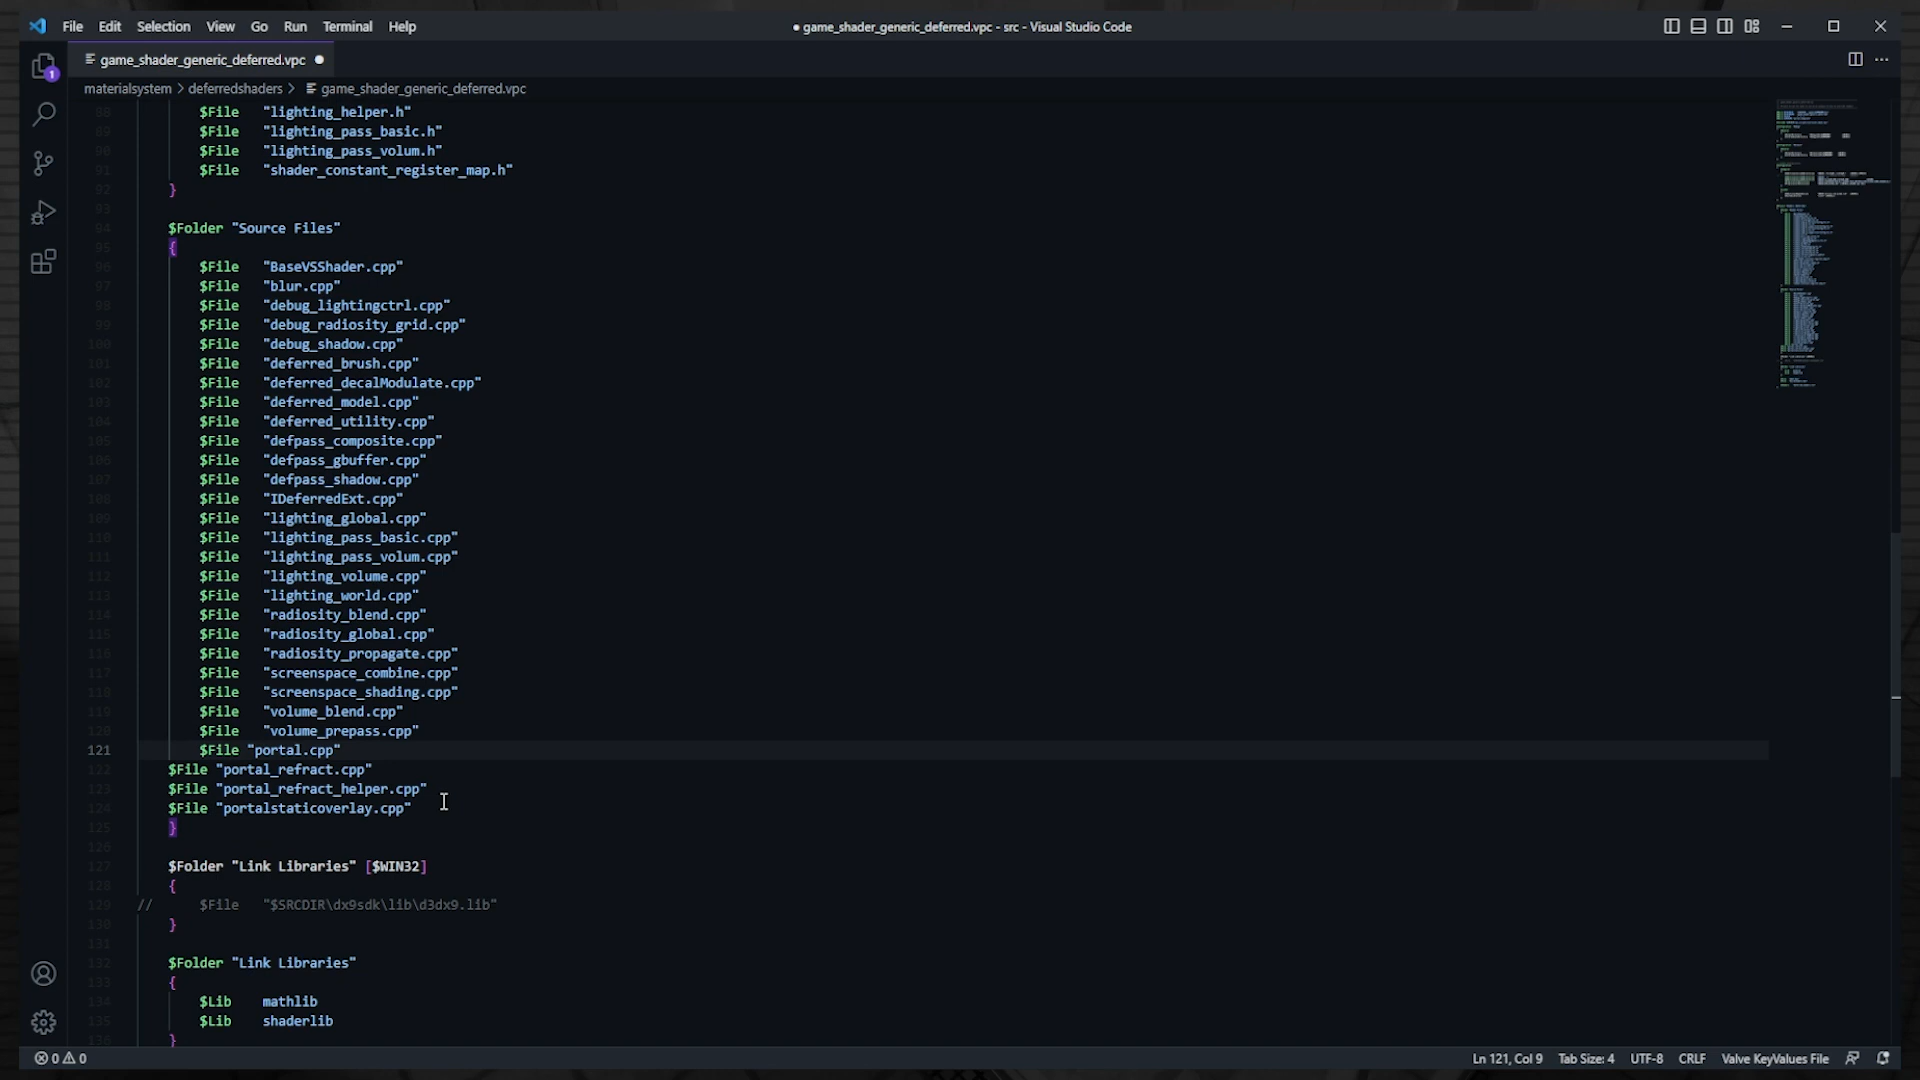 File Edit Selection View Go Run Terminal Help
● game_shader_generic_deferred.vpc - src - Visual Studio Code
game_shader_generic_deferred.vpc ●
1
materialsystem > deferredshaders > game_shader_generic_deferred.vpc
88 $File "lighting_helper.h"
89 $File "lighting_pass_basic.h"
90 $File "lighting_pass_volum.h"
91 $File "shader_constant_register_map.h"
92 }
93
94 $Folder "Source Files"
95 {
96 $File "BaseVSShader.cpp"
97 $File "blur.cpp"
98 $File "debug_lightingctrl.cpp"
99 $File "debug_radiosity_grid.cpp"
100 $File "debug_shadow.cpp"
101 $File "deferred_brush.cpp"
102 $File "deferred_decalModulate.cpp"
103 $File "deferred_model.cpp"
104 $File "deferred_utility.cpp"
105 $File "defpass_composite.cpp"
106 $File "defpass_gbuffer.cpp"
107 $File "defpass_shadow.cpp"
108 $File "IDeferredExt.cpp"
109 $File "lighting_global.cpp"
110 $File "lighting_pass_basic.cpp"
111 $File "lighting_pass_volum.cpp"
112 $File "lighting_volume.cpp"
113 $File "lighting_world.cpp"
114 $File "radiosity_blend.cpp"
115 $File "radiosity_global.cpp"
116 $File "radiosity_propagate.cpp"
117 $File "screenspace_combine.cpp"
118 $File "screenspace_shading.cpp"
119 $File "volume_blend.cpp"
120 $File "volume_prepass.cpp"
121 $File "portal.cpp"
122 $File "portal_refract.cpp"
123 $File "portal_refract_helper.cpp"
124 $File "portalstaticoverlay.cpp"
125 }
126
127 $Folder "Link Libraries" [$WIN32]
128 {
129 // $File "$SRCDIR\dx9sdk\lib\d3dx9.lib"
130 }
131
132 $Folder "Link Libraries"
133 {
134 $Lib mathlib
135 $Lib shaderlib
136 }
0 0 Ln 121, Col 9 Tab Size: 4 UTF-8 CRLF Valve KeyValues File